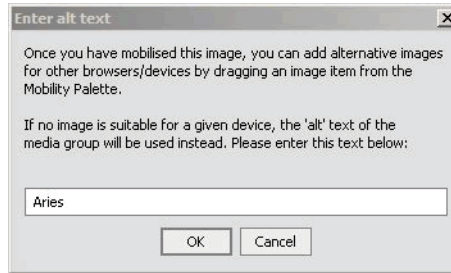 Enter alt text
Once you have mobilised this image, you can add alternative images
for other browsers/devices by dragging an image item from the
Mobility Palette.
If no image is suitable for a given device, the 'alt' text of the
media group will be used instead. Please enter this text below:
Aries
OK Cancel